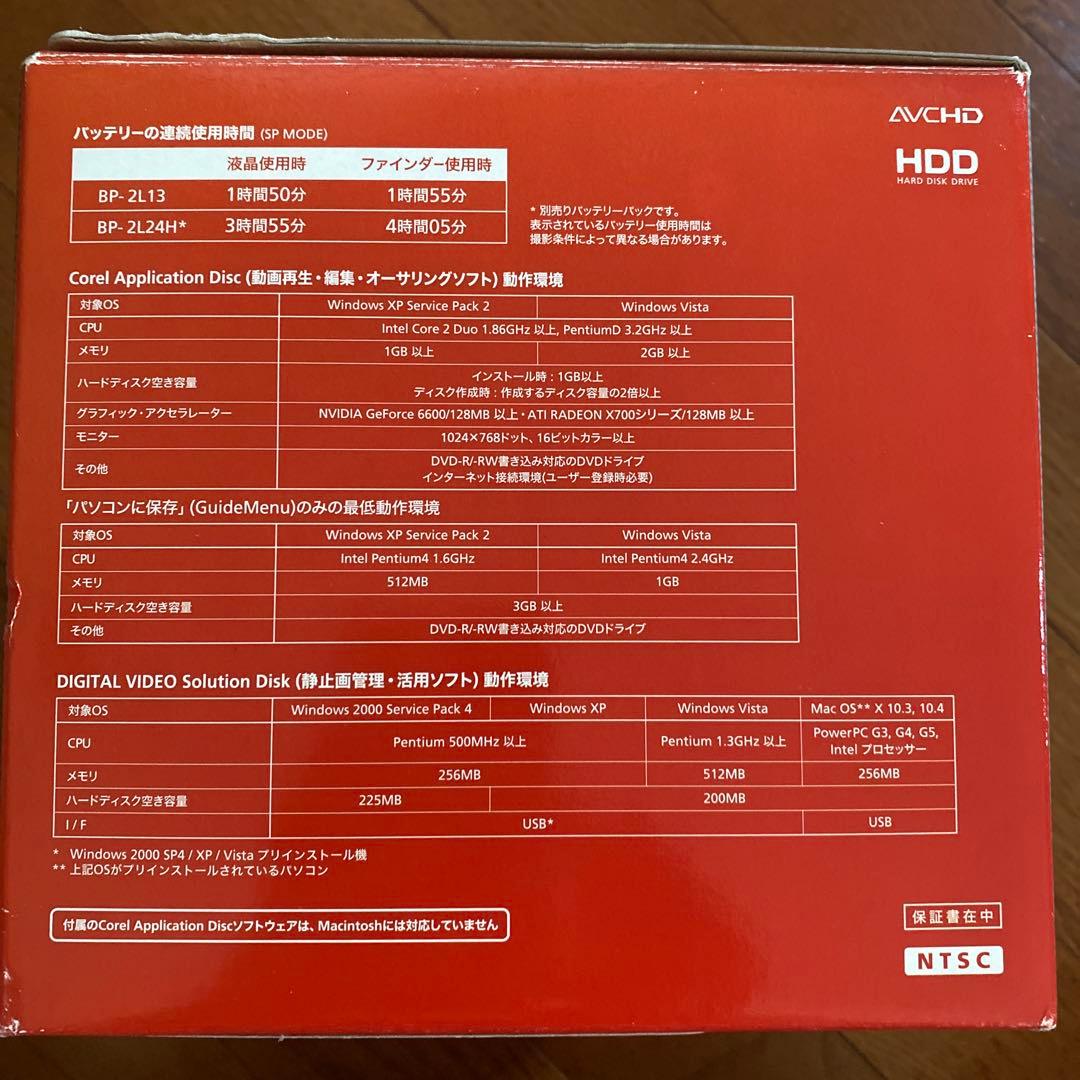 AVCHD
HDD
HARD DISK DRIVE
バッテリーの連続使用時間 (SP MODE)
液晶使用時 ファインダー使用時
BP-2L13 1時間50分 1時間55分
BP-2L24H* 3時間55分 4時間05分
* 別売りバッテリーパックです。
表示されているバッテリー使用時間は
撮影条件によって異なる場合があります。
Corel Application Disc (動画再生・編集・オーサリングソフト) 動作環境
対象OS Windows XP Service Pack 2 Windows Vista
CPU Intel Core 2 Duo 1.86GHz 以上, PentiumD 3.2GHz 以上
メモリ 1GB 以上 2GB 以上
ハードディスク空き容量 インストール時：1GB以上
ディスク作成時：作成するディスク容量の2倍以上
グラフィック・アクセラレーター NVIDIA GeForce 6600/128MB 以上・ATI RADEON X700シリーズ/128MB 以上
モニター 1024×768ドット、16ビットカラー以上
その他 DVD-R/-RW書き込み対応のDVDドライブ
インターネット接続環境(ユーザー登録時必要)
「パソコンに保存」(GuideMenu)のみの最低動作環境
対象OS Windows XP Service Pack 2 Windows Vista
CPU Intel Pentium4 1.6GHz Intel Pentium4 2.4GHz
メモリ 512MB 1GB
ハードディスク空き容量 3GB 以上
その他 DVD-R/-RW書き込み対応のDVDドライブ
DIGITAL VIDEO Solution Disk (静止画管理・活用ソフト) 動作環境
対象OS Windows 2000 Service Pack 4 Windows XP Windows Vista Mac OS** X 10.3, 10.4
CPU Pentium 500MHz 以上 Pentium 1.3GHz 以上 PowerPC G3, G4, G5,
Intel プロセッサー
メモリ 256MB 512MB 256MB
ハードディスク空き容量 225MB 200MB
I/F USB* USB
* Windows 2000 SP4 / XP / Vista プリインストール機
** 上記OSがプリインストールされているパソコン
付属のCorel Application Discソフトウェアは、Macintoshには対応していません
保証書在中
NTSC